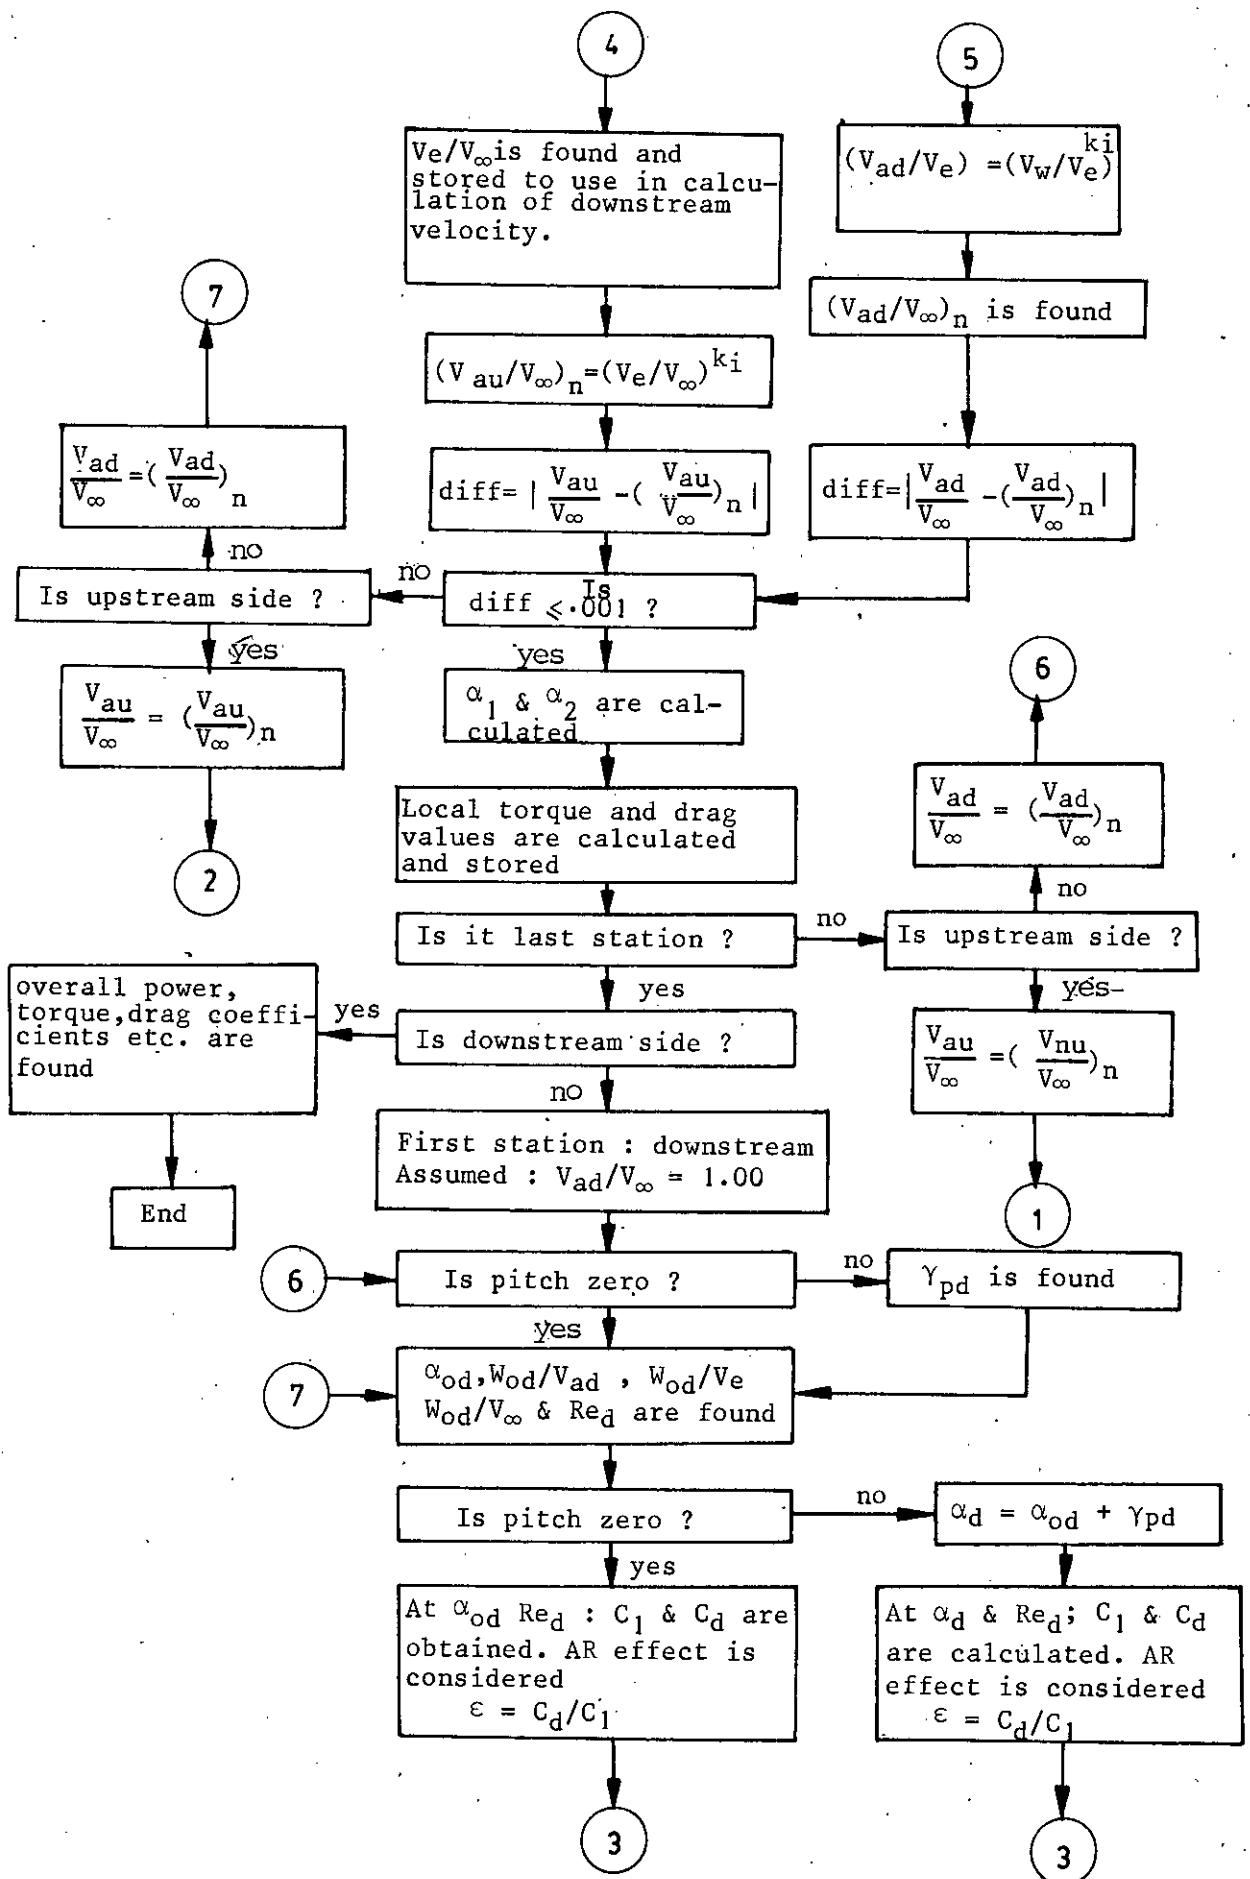 4
5
Ve/V∞ is found and
stored to use in calcu-
lation of downstream
velocity.
(Vad/Ve) =(Vw/Ve)^ki
7
(Vad/V∞)n is found
(Vau/V∞)n=(Ve/V∞)^ki
Vad/V∞ =(Vad/V∞)n
diff= | Vau/V∞ -(Vau/V∞)n |
diff=|Vad/V∞ -(Vad/V∞)n|
no
Is upstream side ?
no
Is
diff ≤.001 ?
yes
yes
6
Vau/V∞ = (Vau/V∞)n
α1 & α2 are cal-
culated
Vad/V∞ = (Vad/V∞)n
Local torque and drag
values are calculated
and stored
2
no
Is it last station ?
no
Is upstream side ?
overall power,
torque,drag coeffi-
cients etc. are
found
yes
yes
yes-
Is downstream side ?
Vau/V∞ =(Vnu/V∞)n
no
First station : downstream
Assumed : Vad/V∞ = 1.00
End
1
6
Is pitch zero ?
no
γpd is found
yes
7
αod,Wod/Vad , Wod/Ve
Wod/V∞ & Red are found
Is pitch zero ?
no
αd = αod + γpd
yes
At αod Red : C1 & Cd are
obtained. AR effect is
considered
ε = Cd/C1
At αd & Red; C1 & Cd
are calculated. AR
effect is considered
ε = Cd/C1
3
3